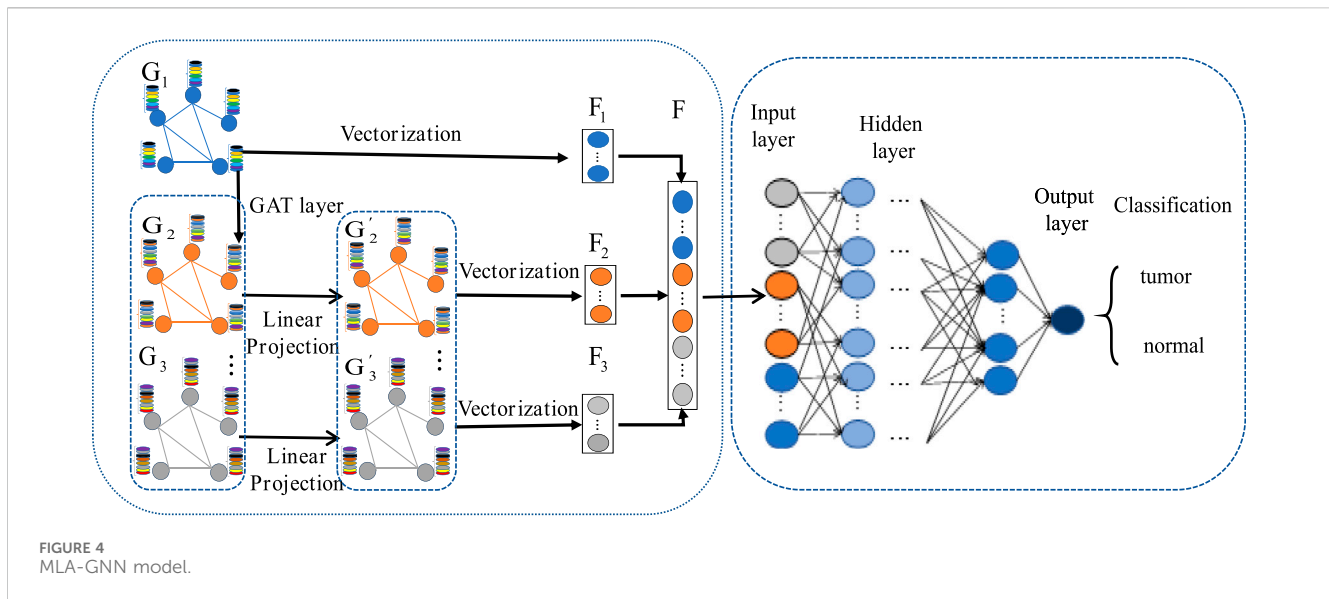 G1
Vectorization
F1
F
GAT layer
G2
G′2
Linear
Projection
Vectorization
F2
G3
G′3
Linear
Projection
Vectorization
F3
Input
layer
Hidden
layer
Output
layer
Classification
tumor
normal
FIGURE 4
MLA-GNN model.